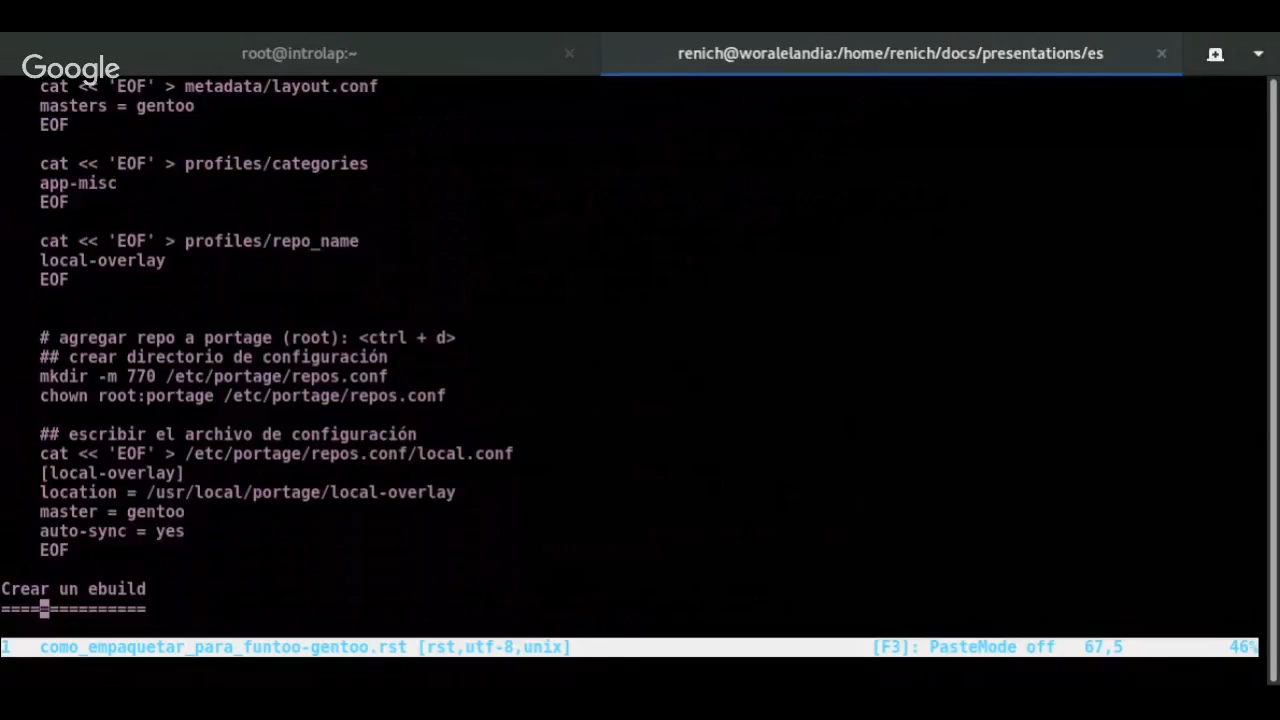 root@introlap:~ × renich@woralelandia:/home/renich/docs/presentations/es ×
Google
cat << 'EOF' > metadata/layout.conf
masters = gentoo
EOF
cat << 'EOF' > profiles/categories
app-misc
EOF
cat << 'EOF' > profiles/repo_name
local-overlay
EOF
# agregar repo a portage (root): <ctrl + d>
## crear directorio de configuración
mkdir -m 770 /etc/portage/repos.conf
chown root:portage /etc/portage/repos.conf
## escribir el archivo de configuración
cat << 'EOF' > /etc/portage/repos.conf/local.conf
[local-overlay]
location = /usr/local/portage/local-overlay
master = gentoo
auto-sync = yes
EOF
Crear un ebuild
===============
1 como_empaquetar_para_funtoo-gentoo.rst [rst,utf-8,unix] [F3]: PasteMode off 67,5 46%